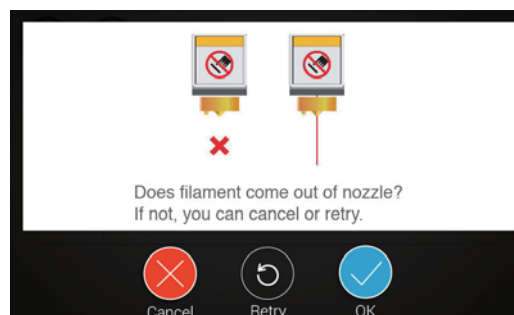 Does filament come out of nozzle?
If not, you can cancel or retry.
Cancel
Retry
OK